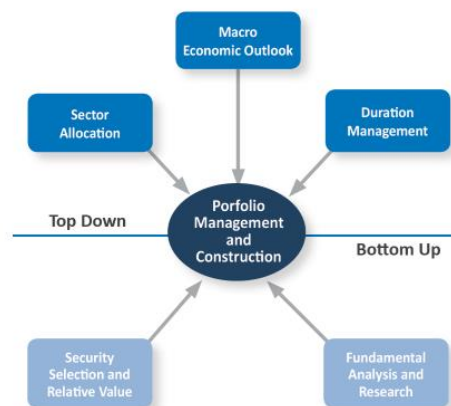 Macro
Economic Outlook
Sector
Allocation
Duration
Management
Porfolio
Management
and
Construction
Top Down
Bottom Up
Security
Selection and
Relative Value
Fundamental
Analysis and
Research